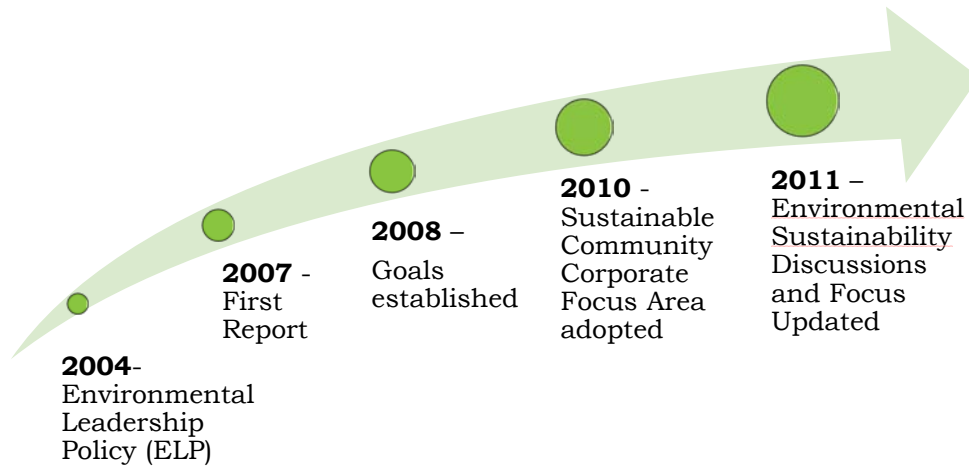 2004-
Environmental
Leadership
Policy (ELP)
2007 -
First
Report
2008 –
Goals
established
2010 -
Sustainable
Community
Corporate
Focus Area
adopted
2011 –
Environmental
Sustainability
Discussions
and Focus
Updated